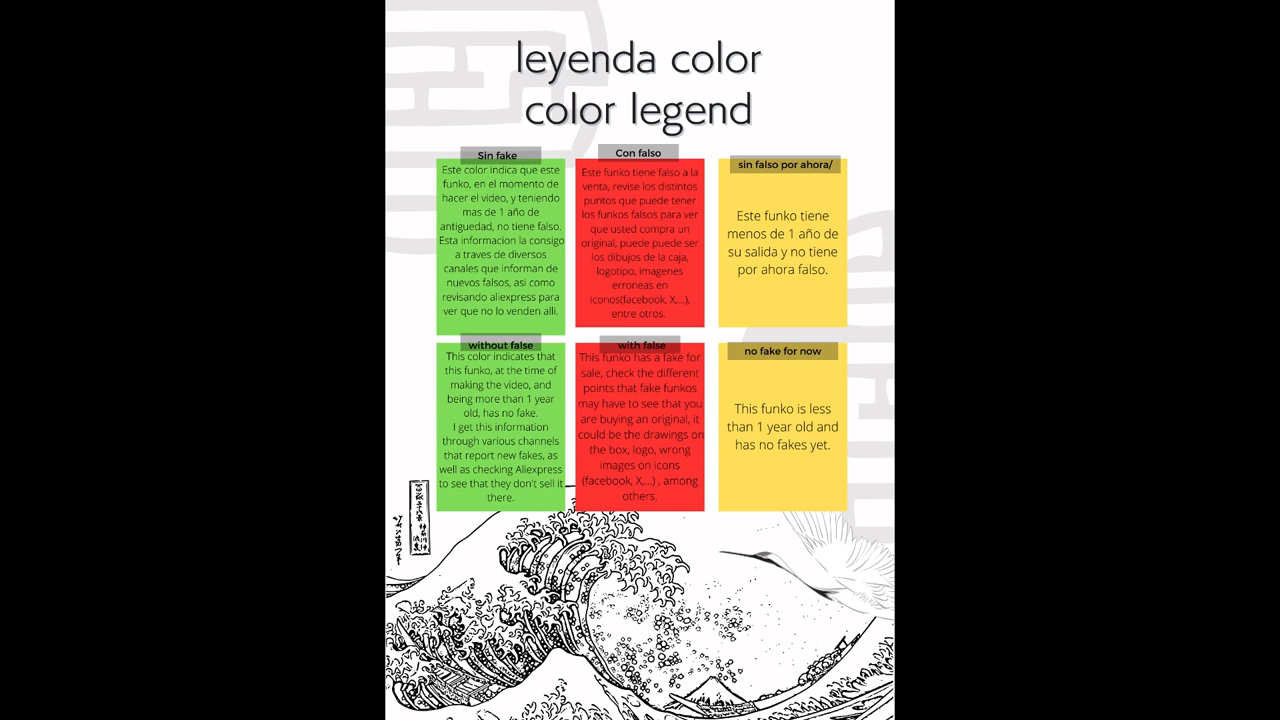 leyenda color
color legend
Sin fake
Este color indica que este
funko, en el momento de
hacer el video, y teniendo
mas de 1 año de
antiguedad, no tiene falso.
Esta informacion la consigo
a traves de diversos
canales que informan de
nuevos falsos, asi como
revisando aliexpress para
ver que no lo venden alli.
Con falso
Este funko tiene falso a la
venta, revise los distintos
puntos que puede tener
los funkos falsos para ver
que usted compra un
original, puede puede ser
los dibujos de la caja,
logotipo, imagenes
erroneas en
iconos(facebook, X,...),
entre otros.
sin falso por ahora/
Este funko tiene
menos de 1 año de
su salida y no tiene
por ahora falso.
without false
This color indicates that
this funko, at the time of
making the video, and
being more than 1 year
old, has no fake.
I get this information
through various channels
that report new fakes, as
well as checking Aliexpress
to see that they don't sell it
there.
with false
This funko has a fake for
sale, check the different
points that fake funkos
may have to see that you
are buying an original, it
could be the drawings on
the box, logo, wrong
images on icons
(facebook, X,...) , among
others.
no fake for now
This funko is less
than 1 year old and
has no fakes yet.